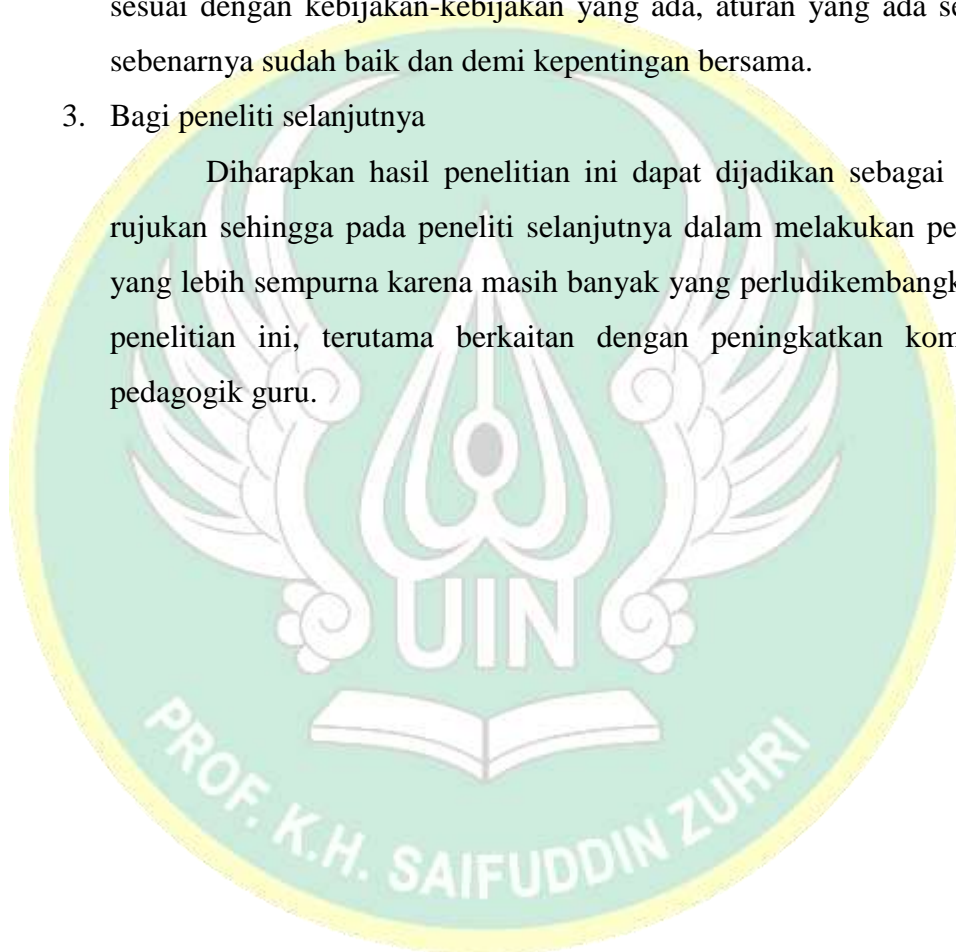 sesuai dengan kebijakan-kebijakan yang ada, aturan yang ada
sebenarnya sudah baik dan demi kepentingan bersama.
3. Bagi peneliti selanjutnya
Diharapkan hasil penelitian ini dapat dijadikan sebagai
rujukan sehingga pada peneliti selanjutnya dalam melakukan
yang lebih sempurna karena masih banyak yang
penelitian ini, terutama berkaitan dengan peningkatkan
pedagogik guru.
UIN
PROF. K.H. SAIFUDDIN ZUHRI